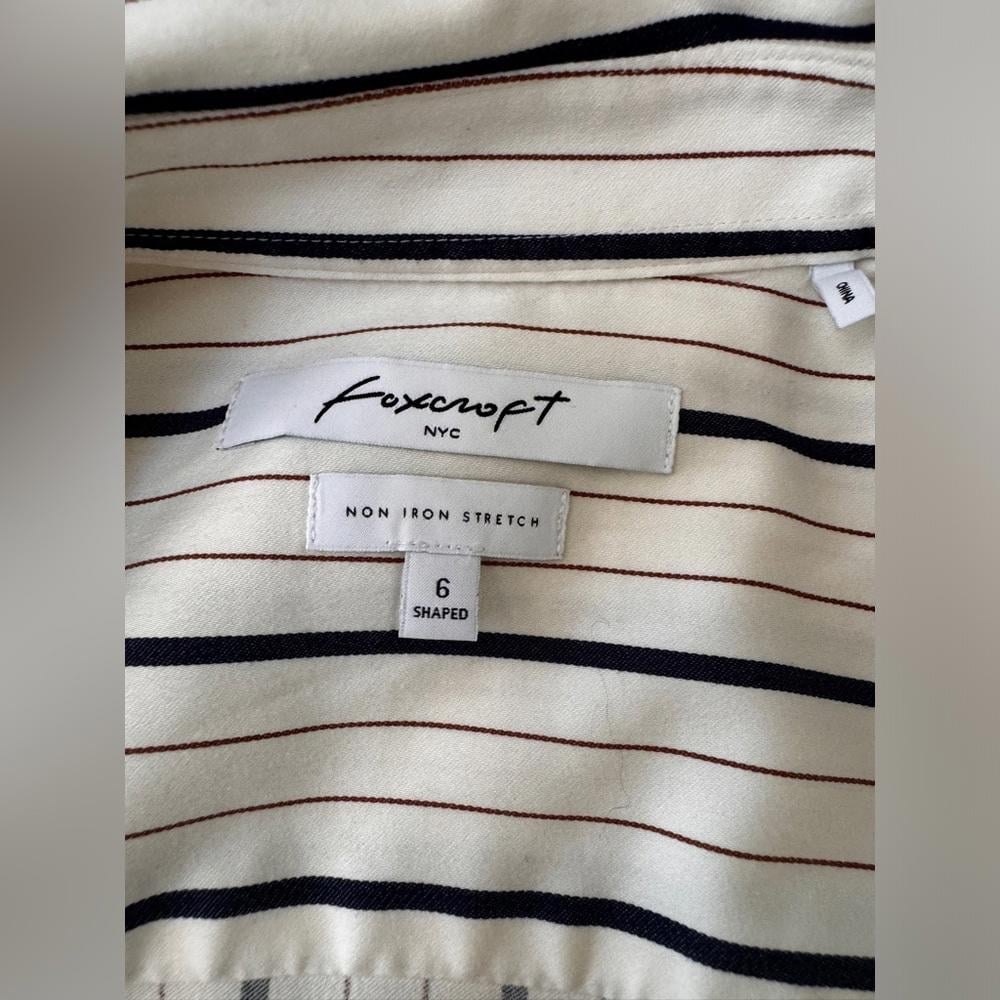 CHINA
Foxcroft
NYC
NON IRON STRETCH
6
SHAPED